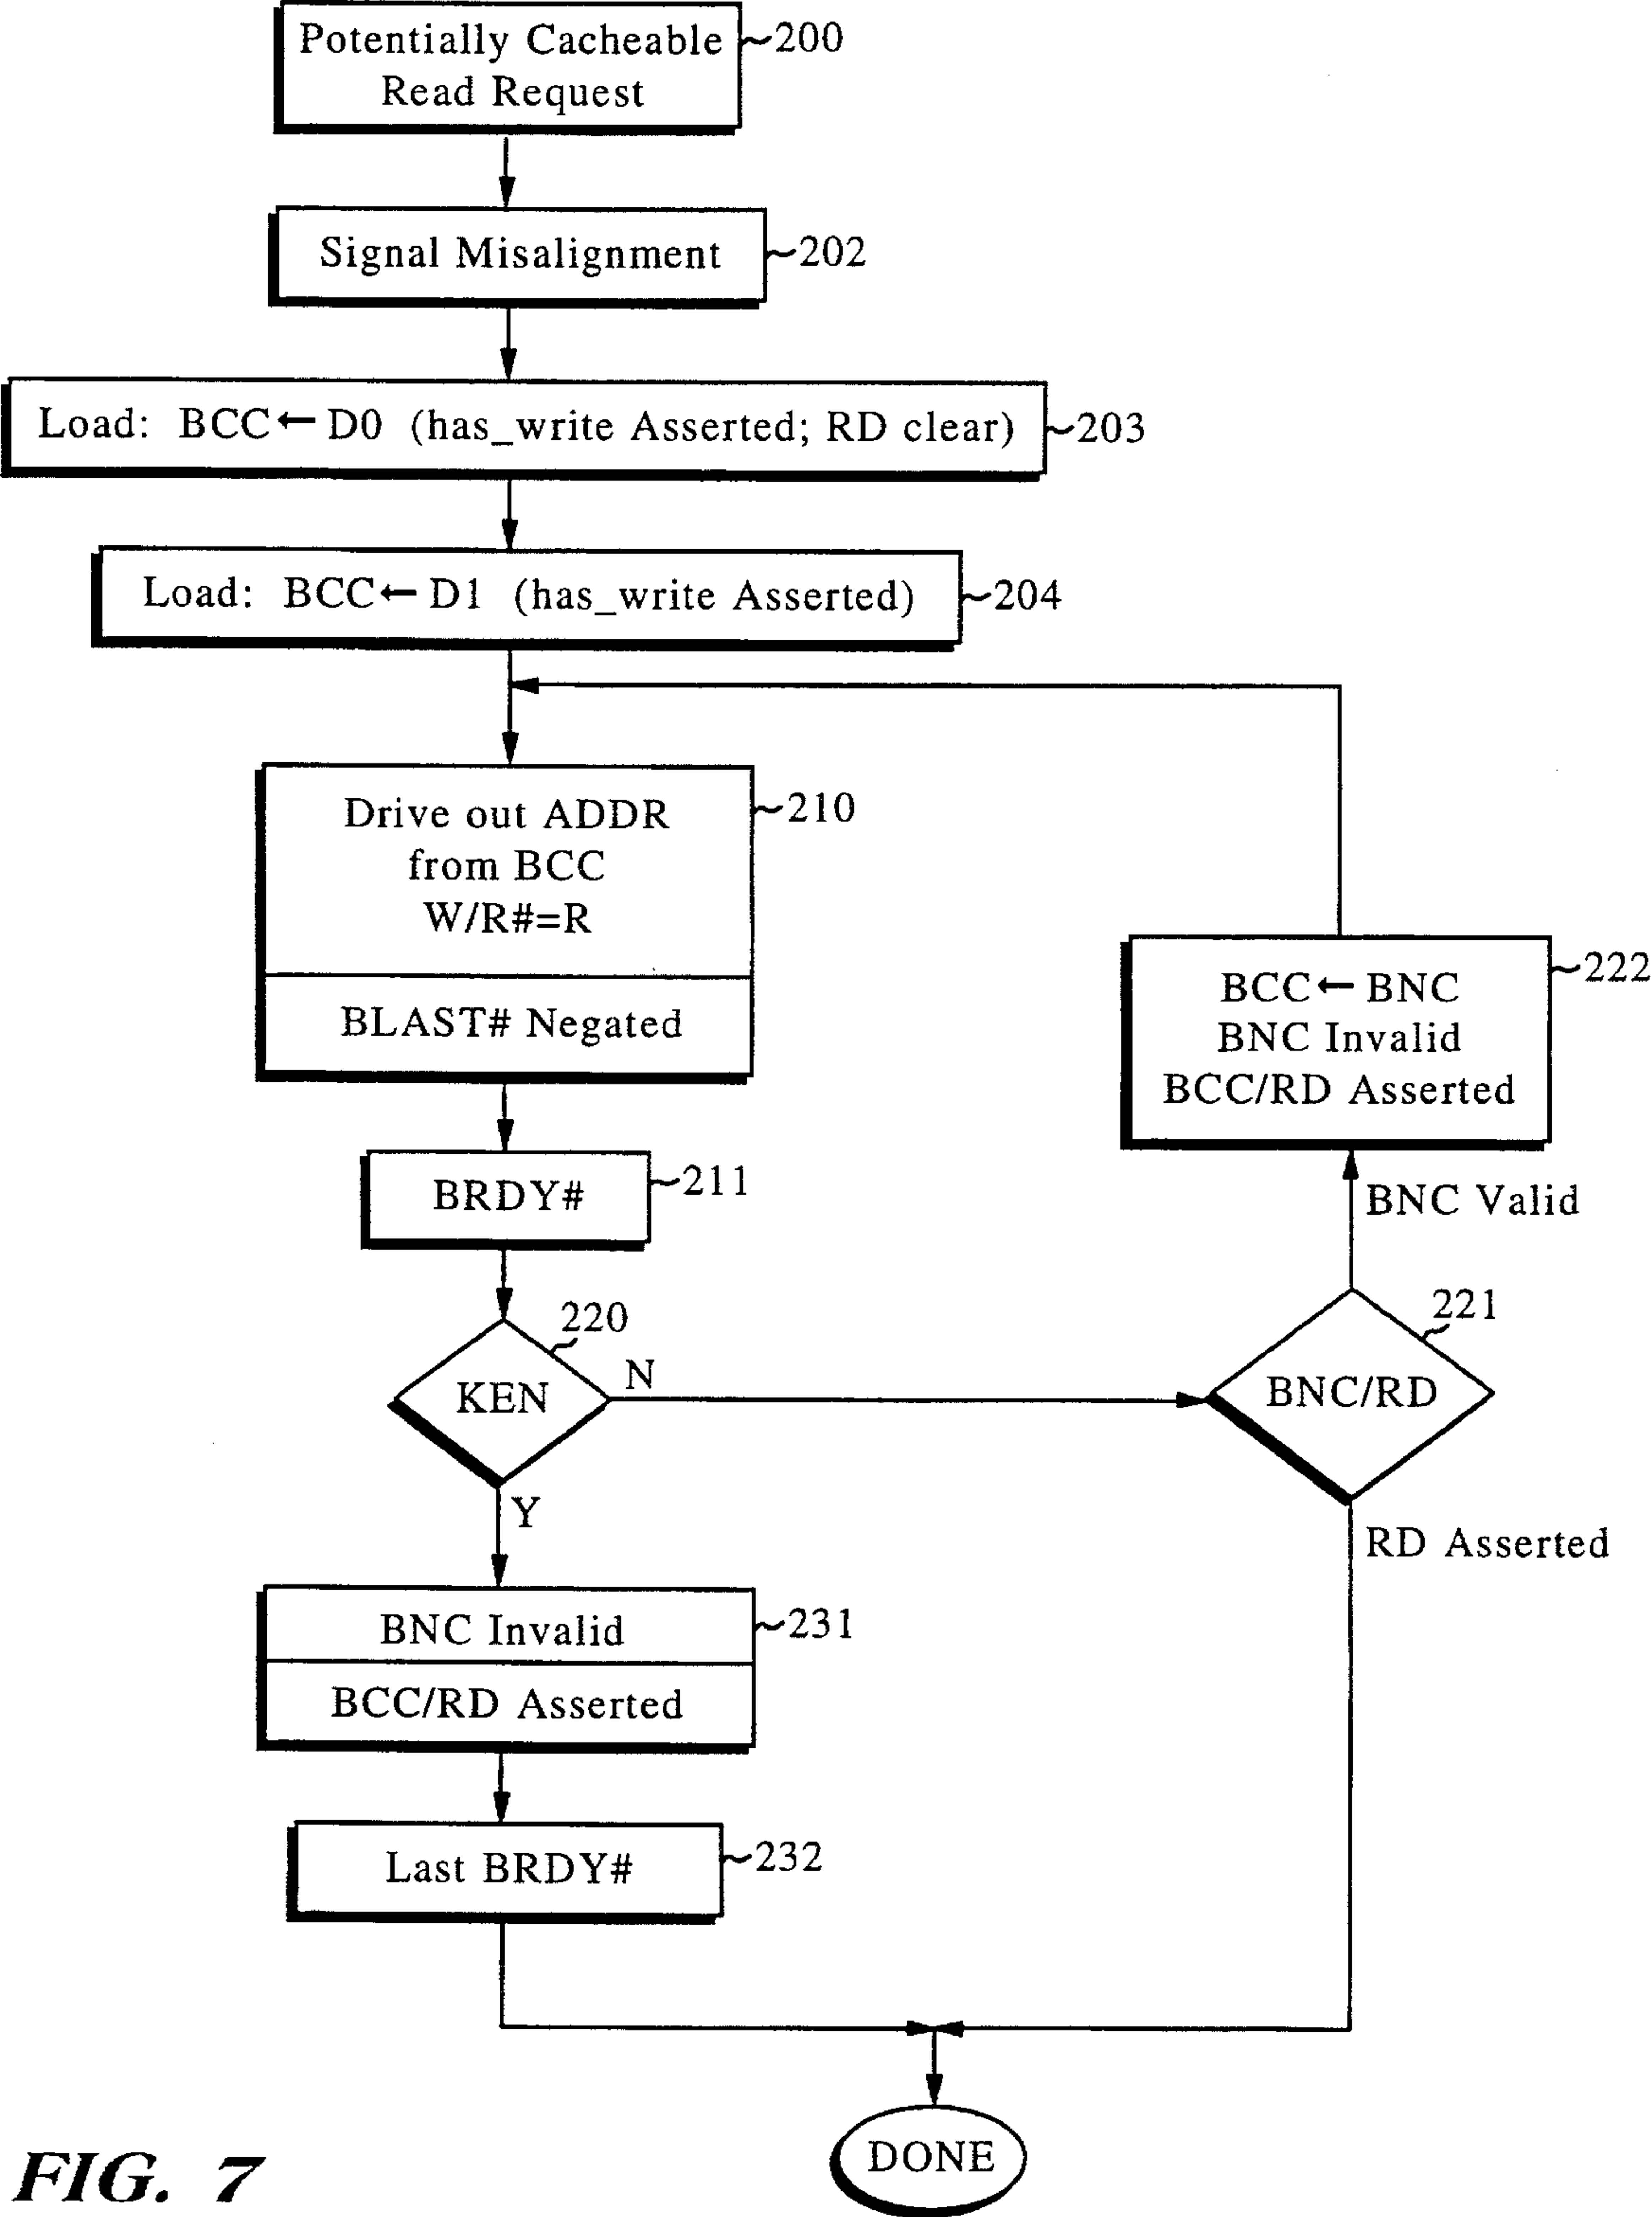 Potentially Cacheable
Read Request
200
Signal Misalignment
202
Load: BCC ← D0 (has_write Asserted; RD clear)
203
Load: BCC ← D1 (has_write Asserted)
204
Drive out ADDR
from BCC
W/R#=R
210
BLAST# Negated
BCC ← BNC
BNC Invalid
BCC/RD Asserted
222
BRDY#
211
BNC Valid
KEN
220
N
Y
BNC/RD
221
RD Asserted
BNC Invalid
231
BCC/RD Asserted
Last BRDY#
232
DONE
FIG. 7